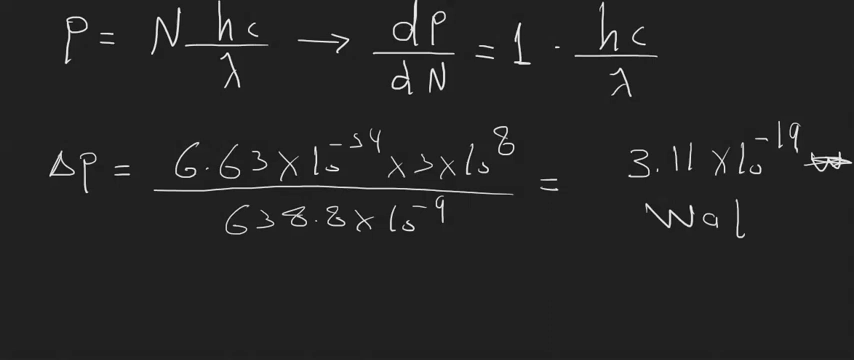 P = N hc/λ → dP/dN = 1 · hc/λ
ΔP = 6.63 x 10^-34 x 3 x 10^8 / 638.8 x 10^-9 = 3.11 x 10^-19
Wal